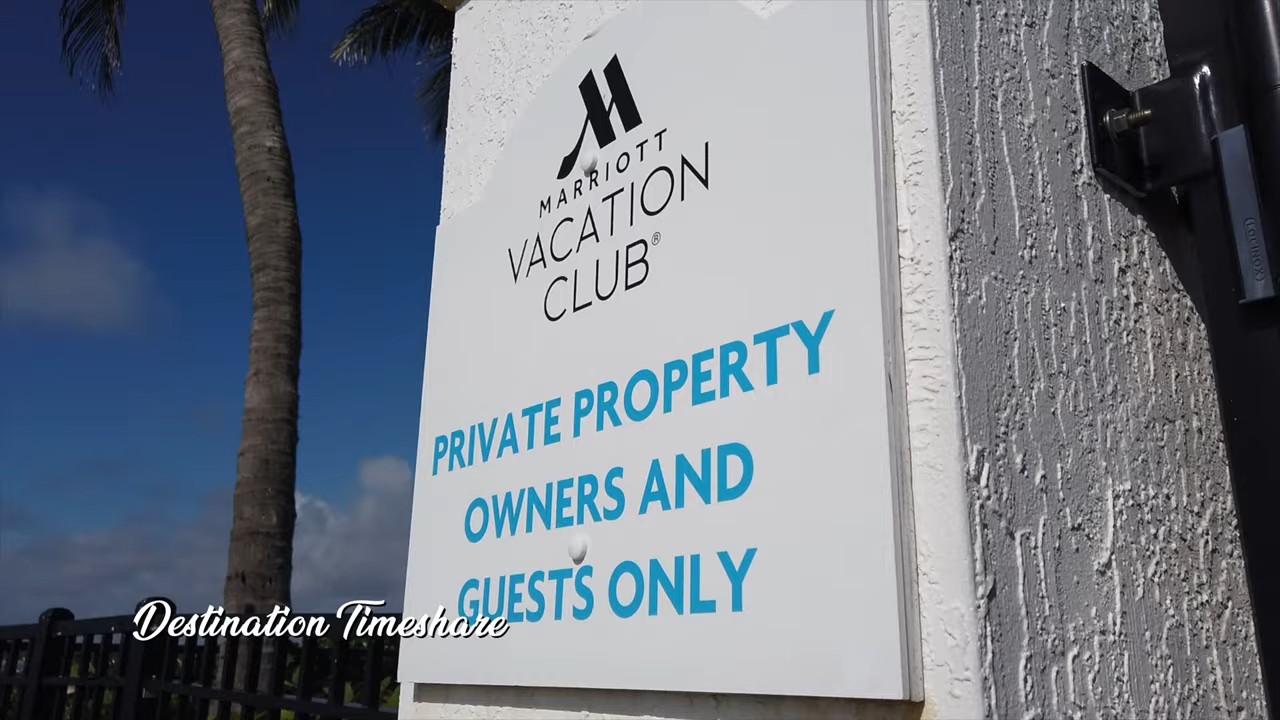 MARRIOTT
VACATION
CLUB®
PRIVATE PROPERTY
OWNERS AND
GUESTS ONLY
Destination Timeshare